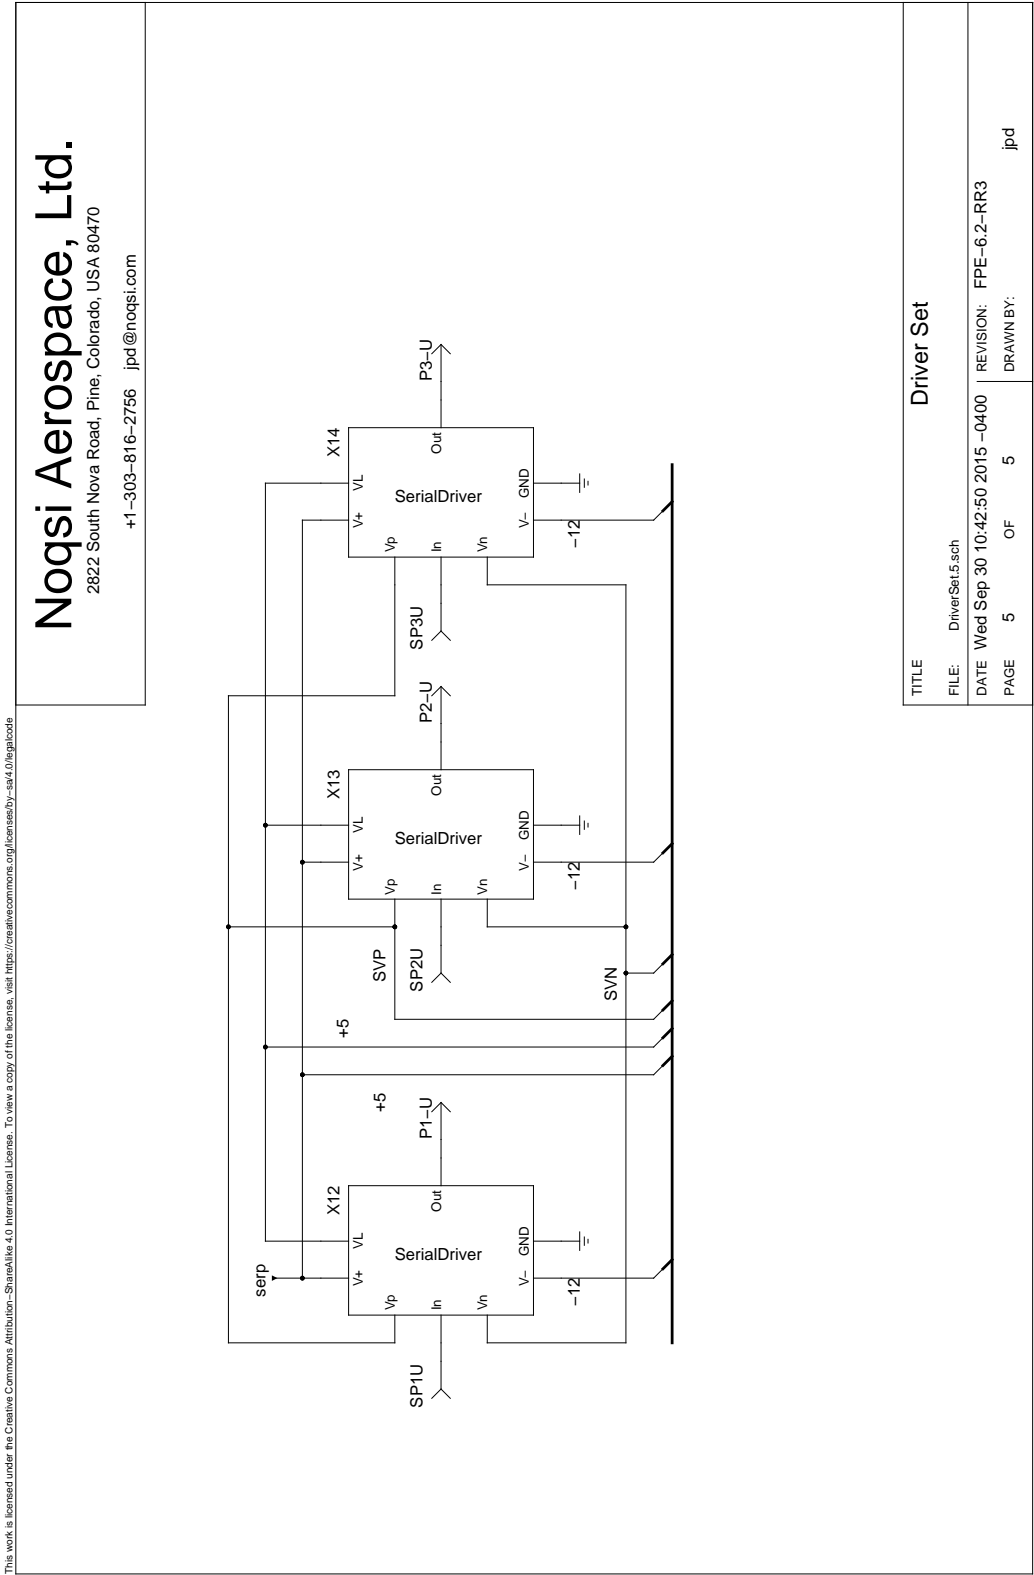 This work is licensed under the Creative Commons Attribution−ShareAlike 4.0 International License. To view a copy of the license, visit https://creativecommons.org/licenses/by−sa/4.0/legalcode
Noqsi Aerospace, Ltd.
2822 South Nova Road, Pine, Colorado, USA 80470
+1−303−816−2756 jpd@noqsi.com
serp
+5
+5
SVP
SVN
X12
SerialDriver
V+
VL
Vp
In
Vn
Out
V−
GND
−12
SP1U
P1−U
X13
SerialDriver
V+
VL
Vp
In
Vn
Out
V−
GND
−12
SP2U
P2−U
X14
SerialDriver
V+
VL
Vp
In
Vn
Out
V−
GND
−12
SP3U
P3−U
TITLE
Driver Set
FILE: DriverSet.5.sch
DATE Wed Sep 30 10:42:50 2015 −0400 REVISION: FPE−6.2−RR3
PAGE 5 OF 5 DRAWN BY: jpd